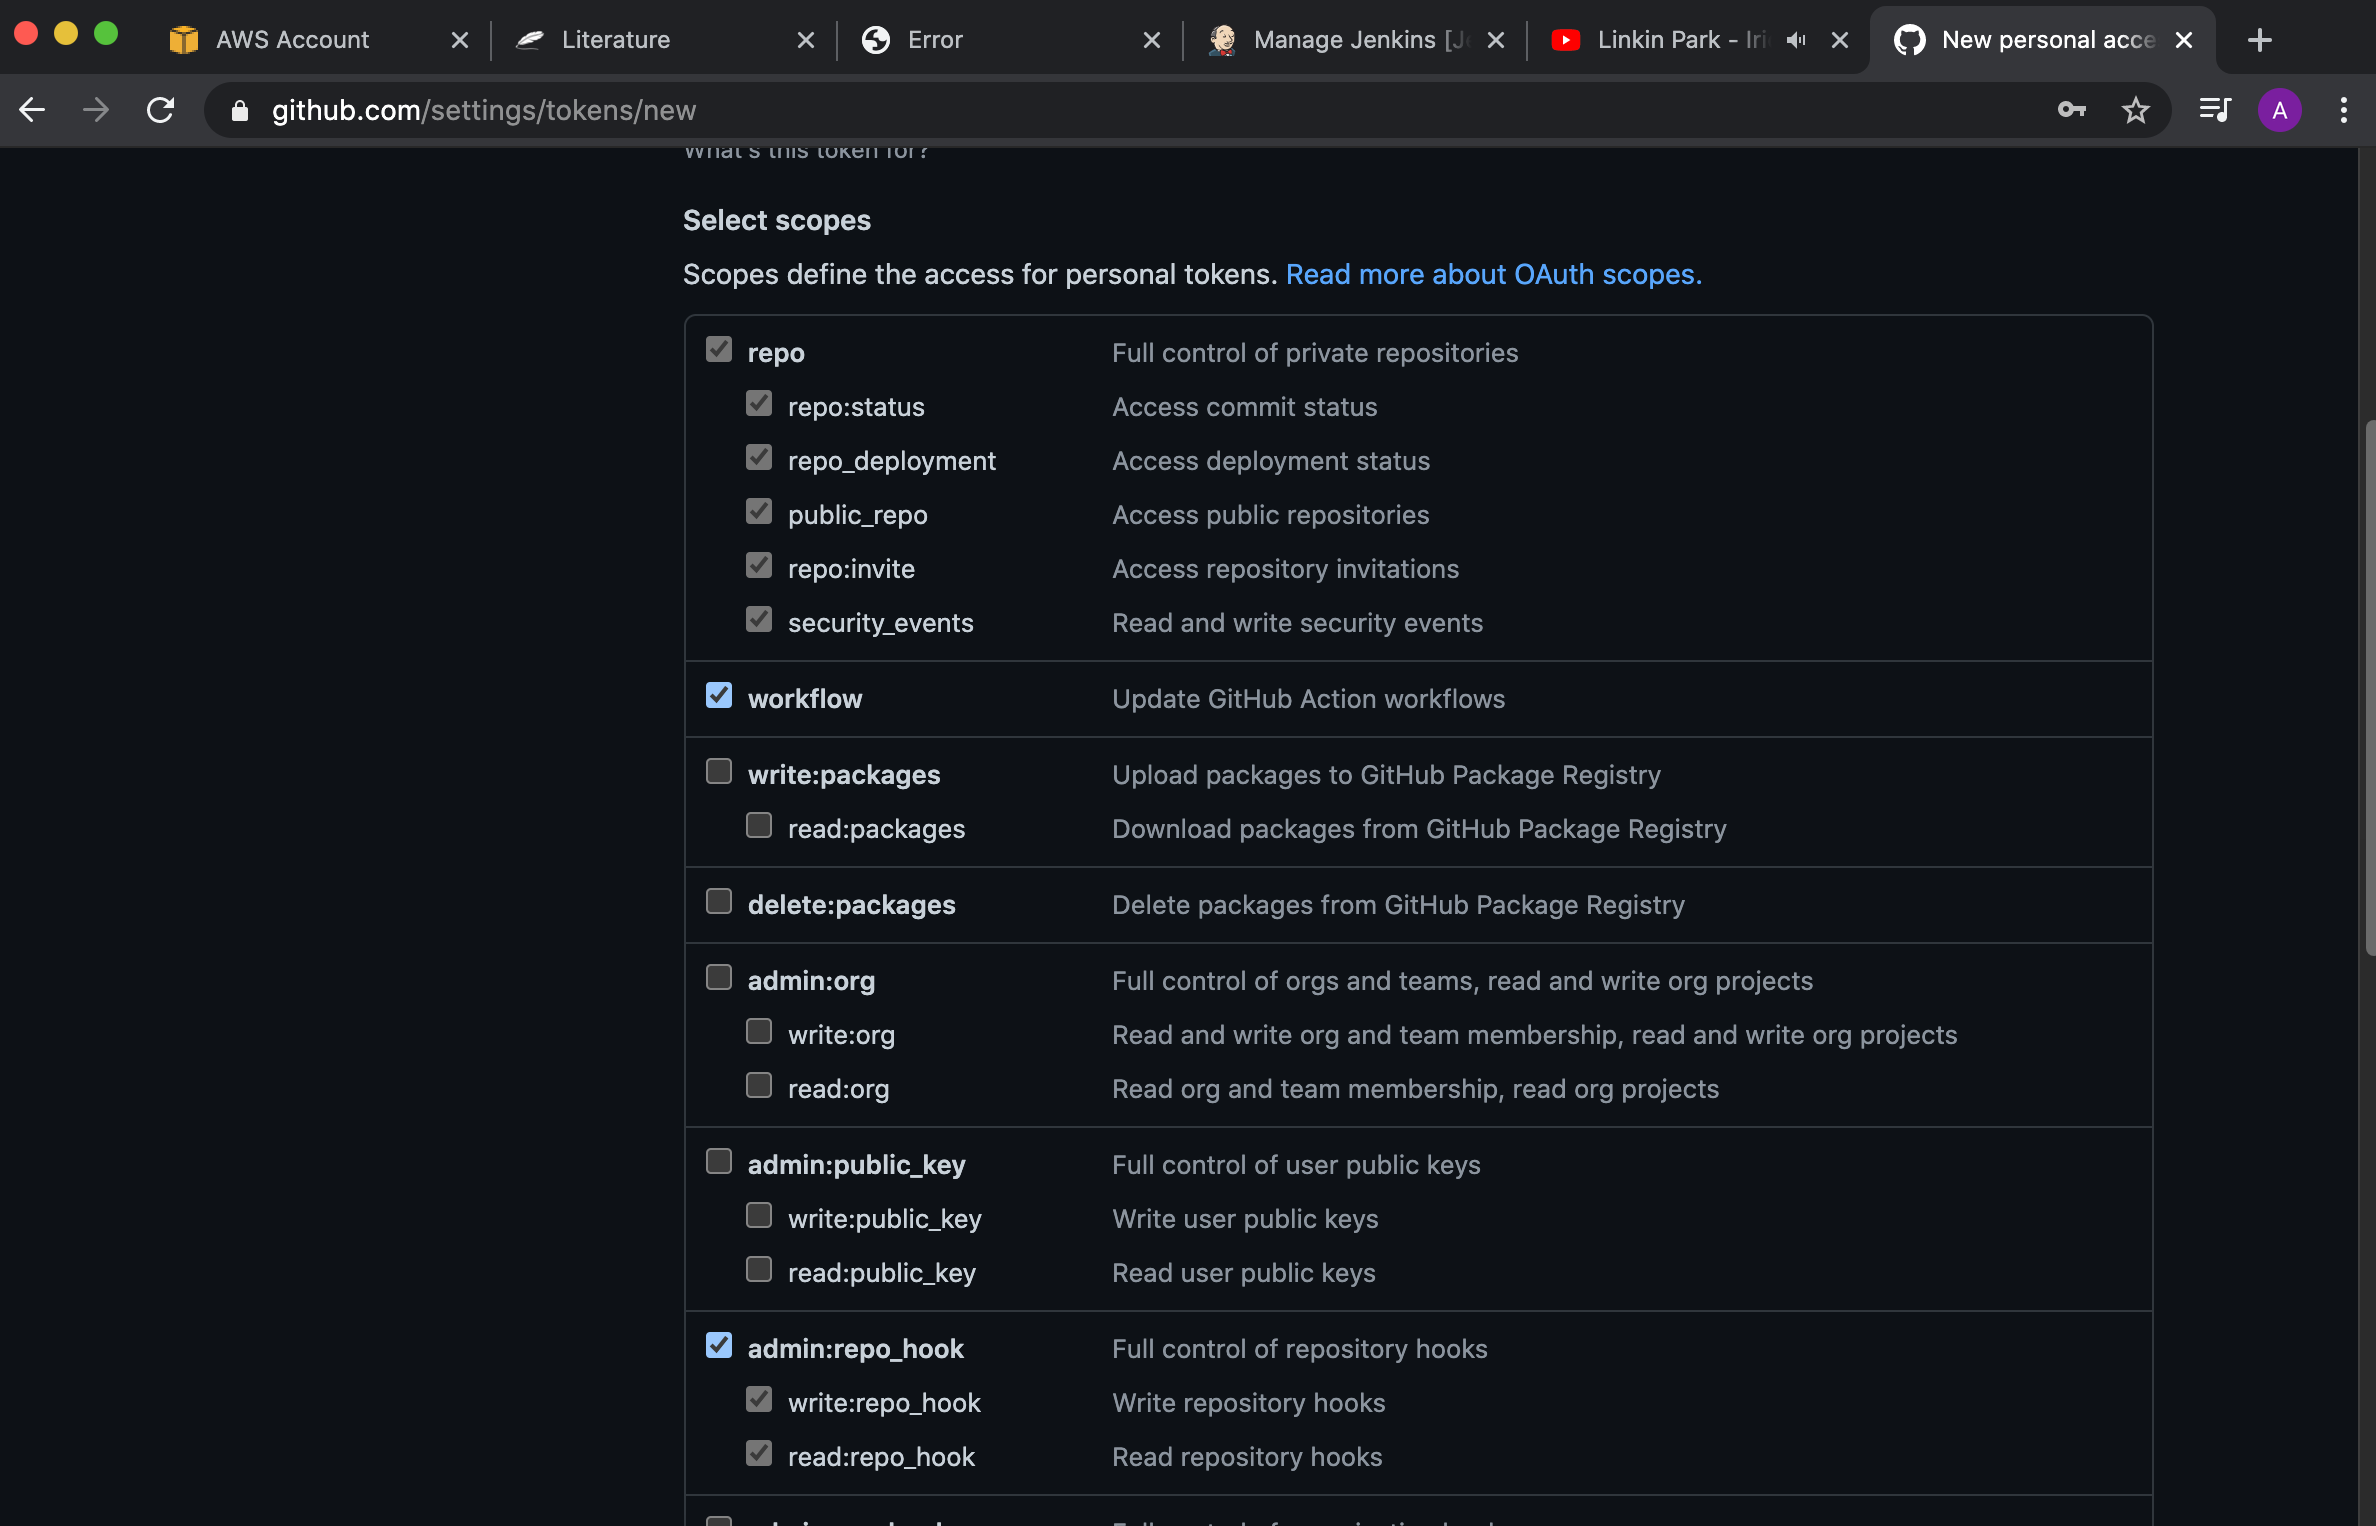 AWS Account
Literature
Error
Manage Jenkins [Je
Linkin Park - Iri
New personal acce
github.com/settings/tokens/new
A
What's this token for?
Select scopes
Scopes define the access for personal tokens. Read more about OAuth scopes.
repo Full control of private repositories
repo:status Access commit status
repo_deployment Access deployment status
public_repo Access public repositories
repo:invite Access repository invitations
security_events Read and write security events
workflow Update GitHub Action workflows
write:packages Upload packages to GitHub Package Registry
read:packages Download packages from GitHub Package Registry
delete:packages Delete packages from GitHub Package Registry
admin:org Full control of orgs and teams, read and write org projects
write:org Read and write org and team membership, read and write org projects
read:org Read org and team membership, read org projects
admin:public_key Full control of user public keys
write:public_key Write user public keys
read:public_key Read user public keys
admin:repo_hook Full control of repository hooks
write:repo_hook Write repository hooks
read:repo_hook Read repository hooks